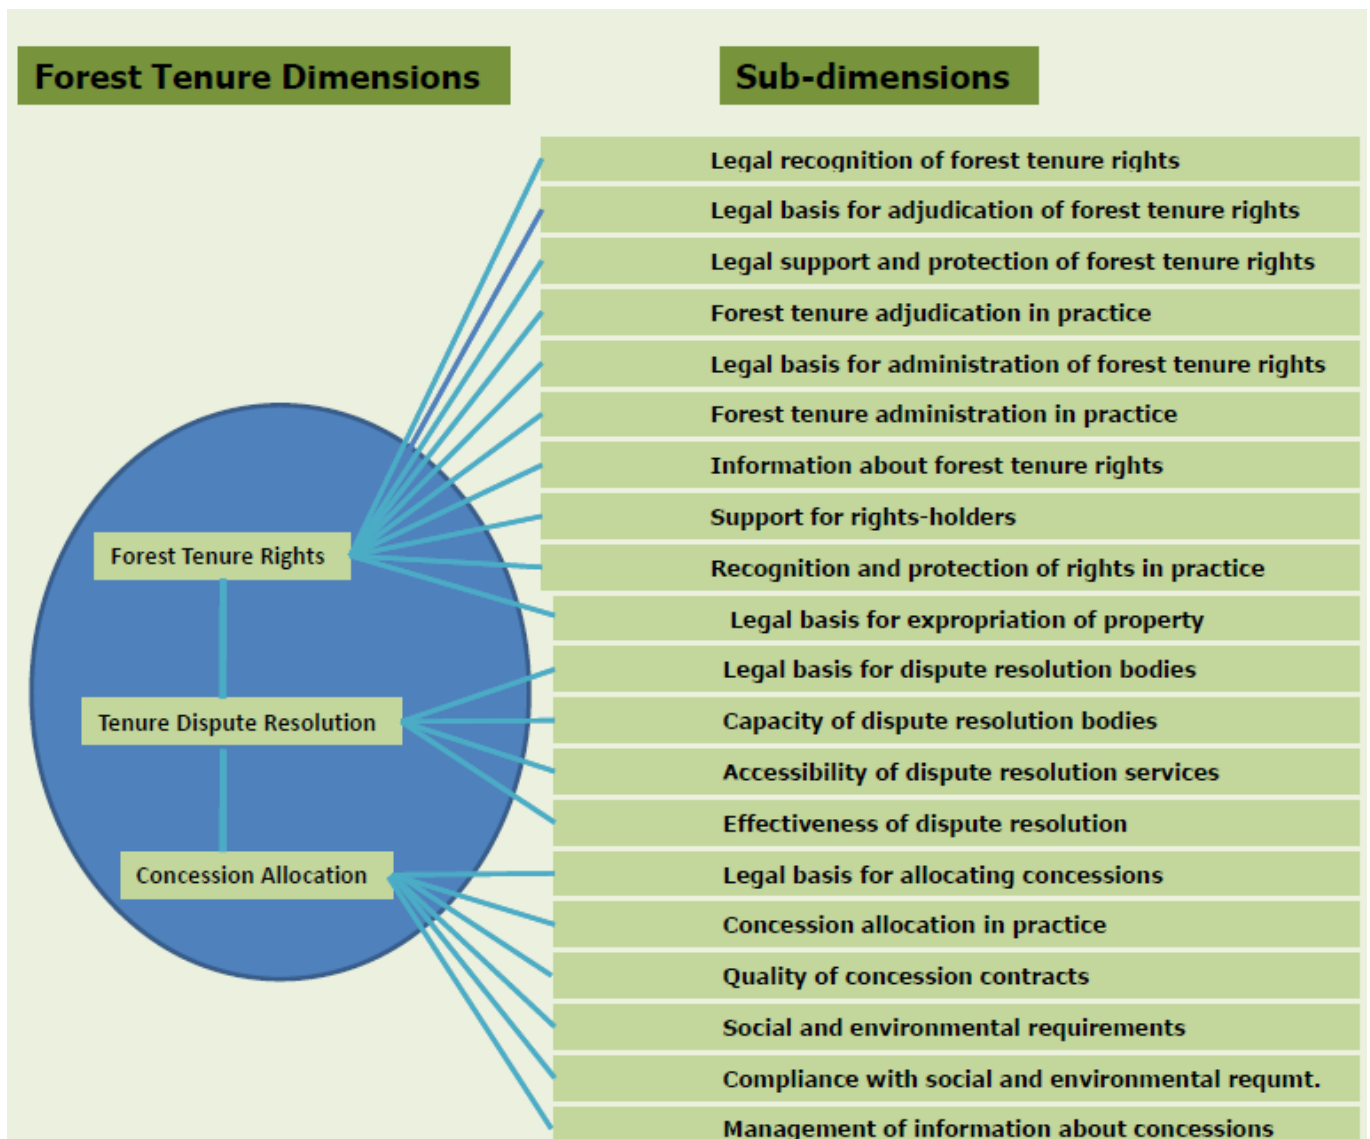 Forest Tenure Dimensions
Sub-dimensions
Legal recognition of forest tenure rights
Legal basis for adjudication of forest tenure rights
Legal support and protection of forest tenure rights
Forest tenure adjudication in practice
Legal basis for administration of forest tenure rights
Forest tenure administration in practice
Information about forest tenure rights
Support for rights-holders
Recognition and protection of rights in practice
Legal basis for expropriation of property
Legal basis for dispute resolution bodies
Capacity of dispute resolution bodies
Accessibility of dispute resolution services
Effectiveness of dispute resolution
Legal basis for allocating concessions
Concession allocation in practice
Quality of concession contracts
Social and environmental requirements
Compliance with social and environmental requmt.
Management of information about concessions
Forest Tenure Rights
Tenure Dispute Resolution
Concession Allocation